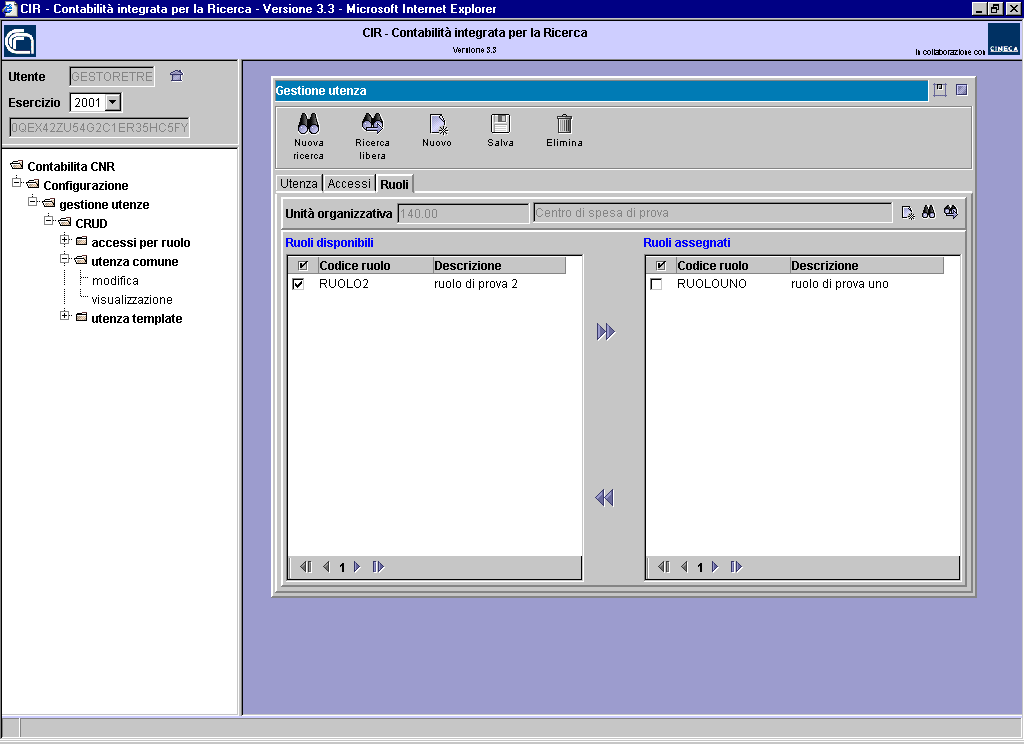 CIR - Contabilità integrata per la Ricerca - Versione 3.3 - Microsoft Internet Explorer
CIR - Contabilità integrata per la Ricerca
Versione 3.3
In collaborazione con
CINECA
Utente GESTORETRE
Esercizio 2001
0QEX42ZU54G2C1ER35HC5FY
Contabilita CNR
Configurazione
gestione utenze
CRUD
accessi per ruolo
utenza comune
modifica
visualizzazione
utenza template
Gestione utenza
Nuova ricerca
Ricerca libera
Nuovo
Salva
Elimina
Utenza Accessi Ruoli
Unità organizzativa 140.00 Centro di spesa di prova
Ruoli disponibili
Codice ruolo Descrizione
RUOLO2 ruolo di prova 2
1
Ruoli assegnati
Codice ruolo Descrizione
RUOLOUNO ruolo di prova uno
1